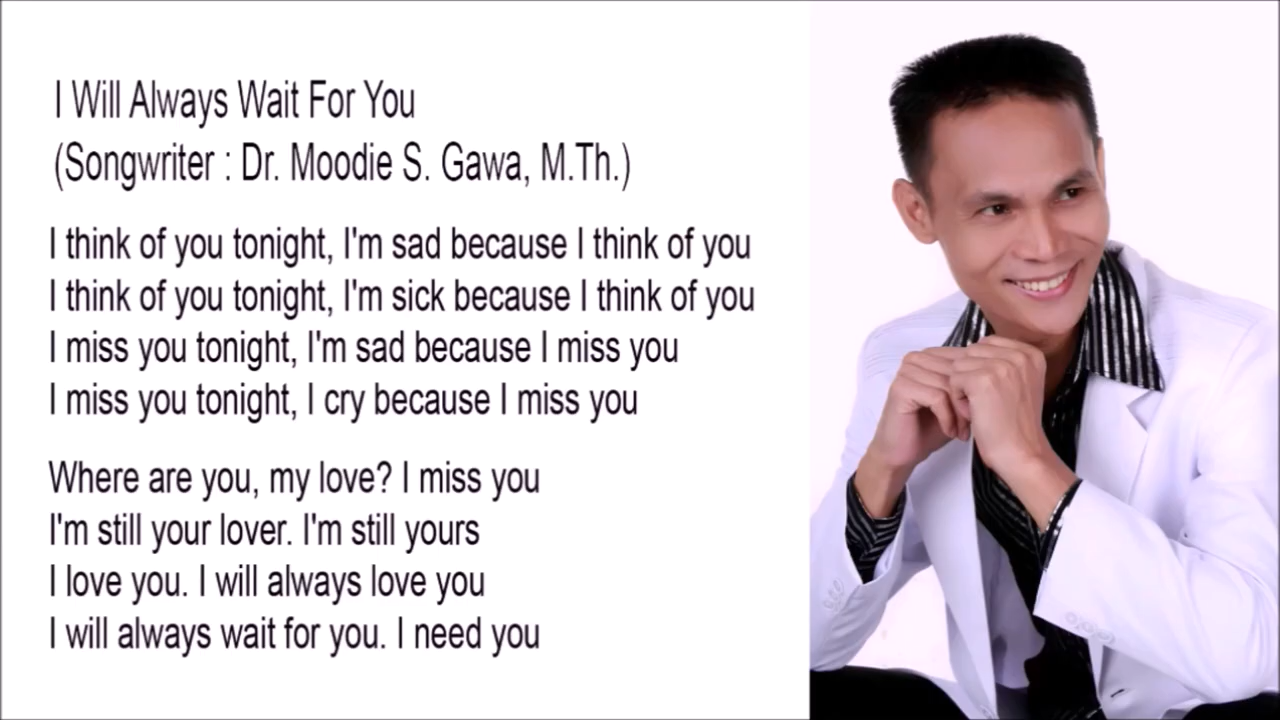 I Will Always Wait For You
(Songwriter : Dr. Moodie S. Gawa, M.Th.)
I think of you tonight, I'm sad because I think of you
I think of you tonight, I'm sick because I think of you
I miss you tonight, I'm sad because I miss you
I miss you tonight, I cry because I miss you
Where are you, my love? I miss you
I'm still your lover. I'm still yours
I love you. I will always love you
I will always wait for you. I need you